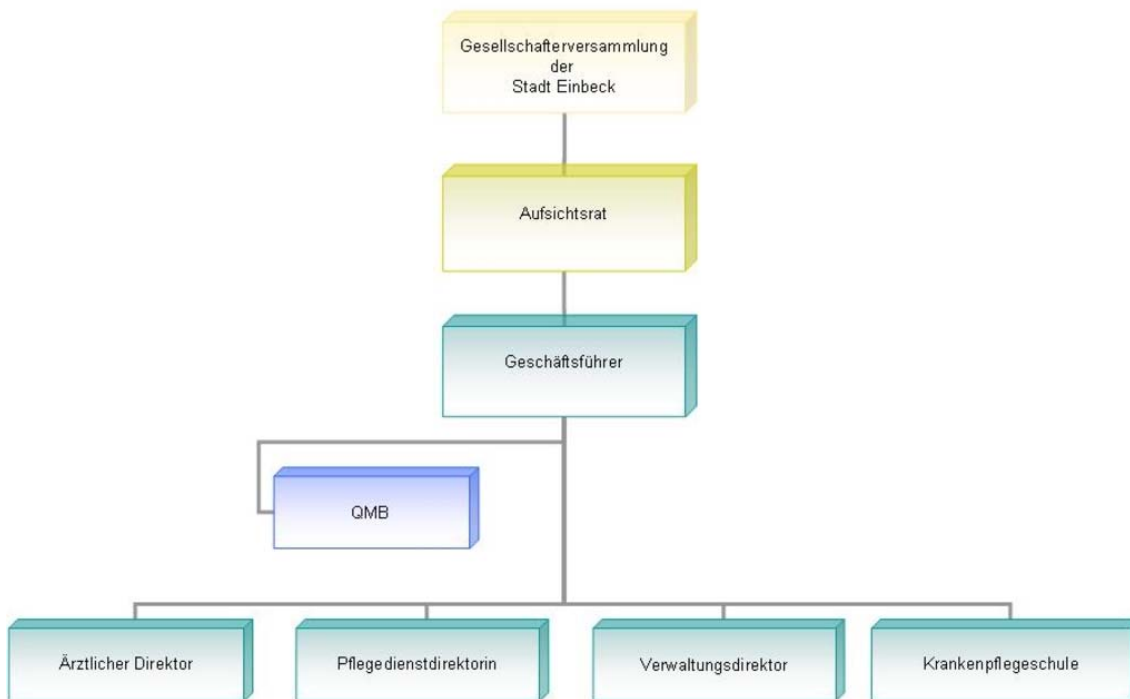 Gesellschafterversammlung
der
Stadt Einbeck
Aufsichtsrat
Geschäftsführer
QMB
Ärztlicher Direktor
Pflegedienstdirektorin
Verwaltungsdirektor
Krankenpflegeschule